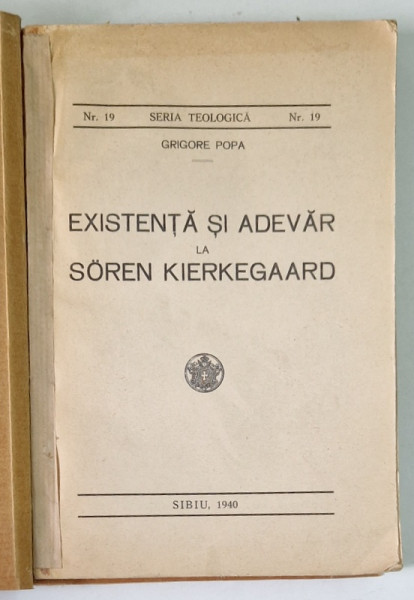 Nr. 19 SERIA TEOLOGICĂ Nr. 19
GRIGORE POPA
EXISTENȚĂ ȘI ADEVĂR
LA
SÖREN KIERKEGAARD
SIBIU, 1940